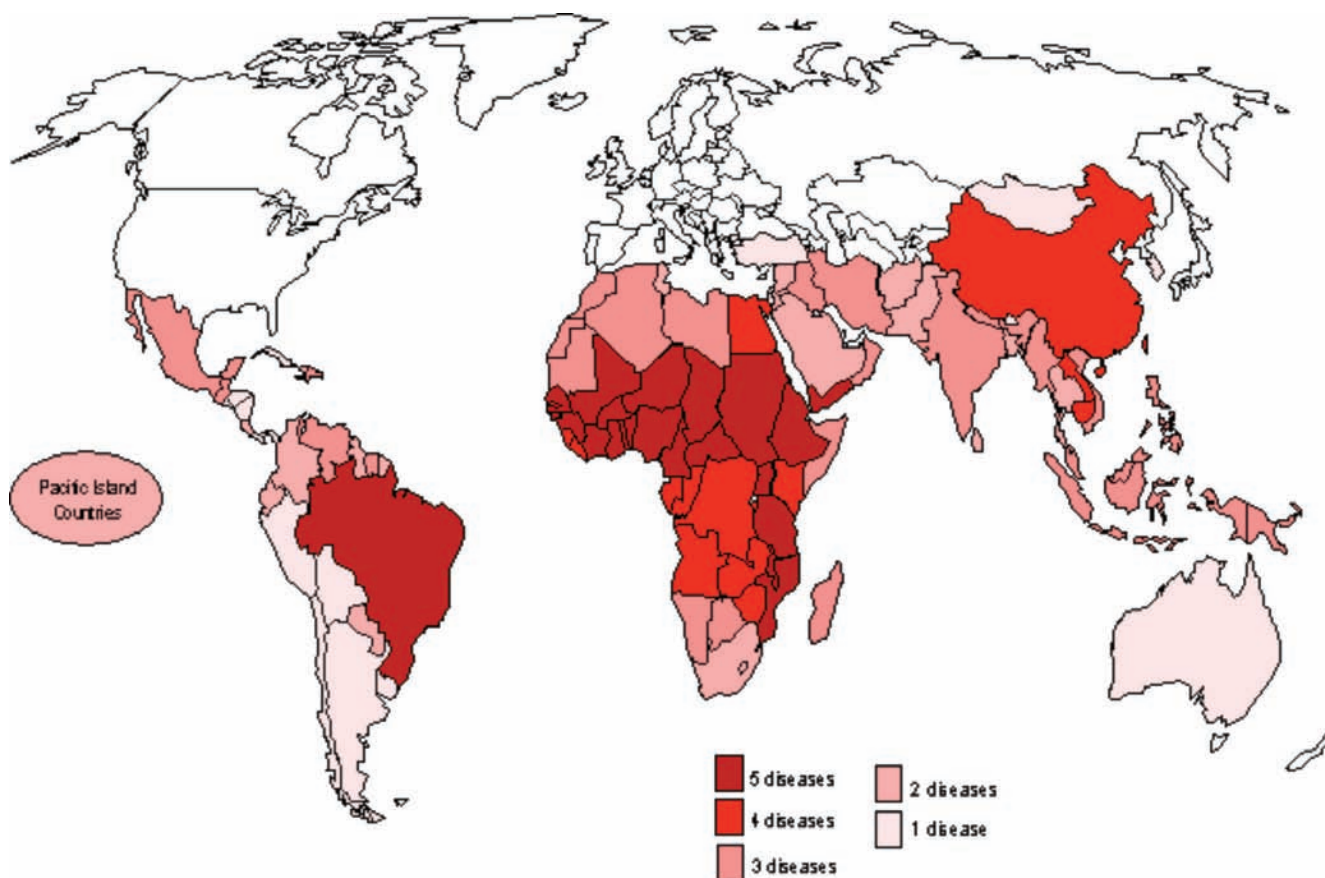 Pacific Island
Countries
5 diseases
4 diseases
3 diseases
2 diseases
1 disease